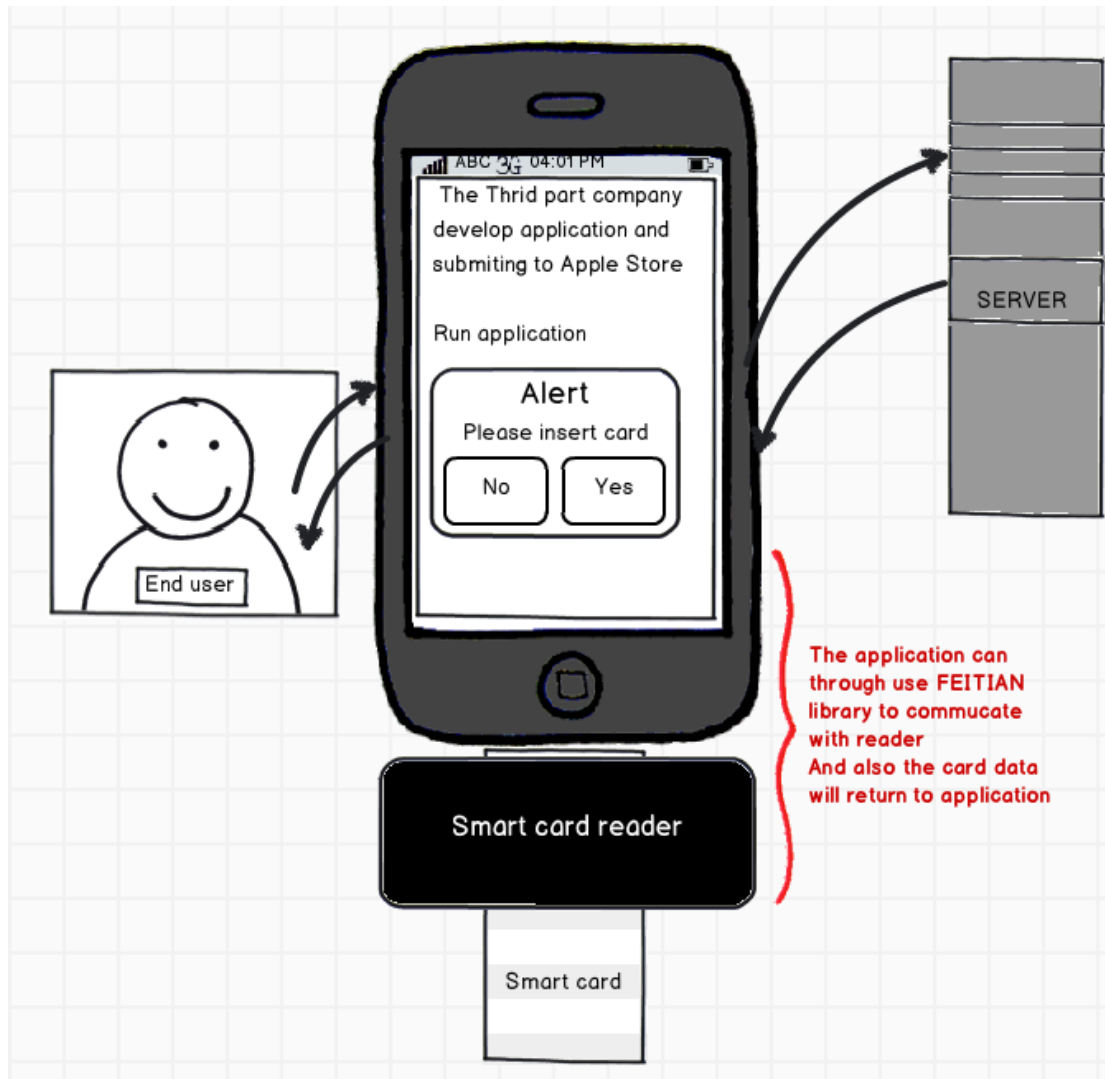 ABC 3G 04:01 PM
The Thrid part company
develop application and
submiting to Apple Store
Run application
Alert
Please insert card
No Yes
SERVER
End user
The application can
through use FEITIAN
library to commucate
with reader
And also the card data
will return to application
Smart card reader
Smart card